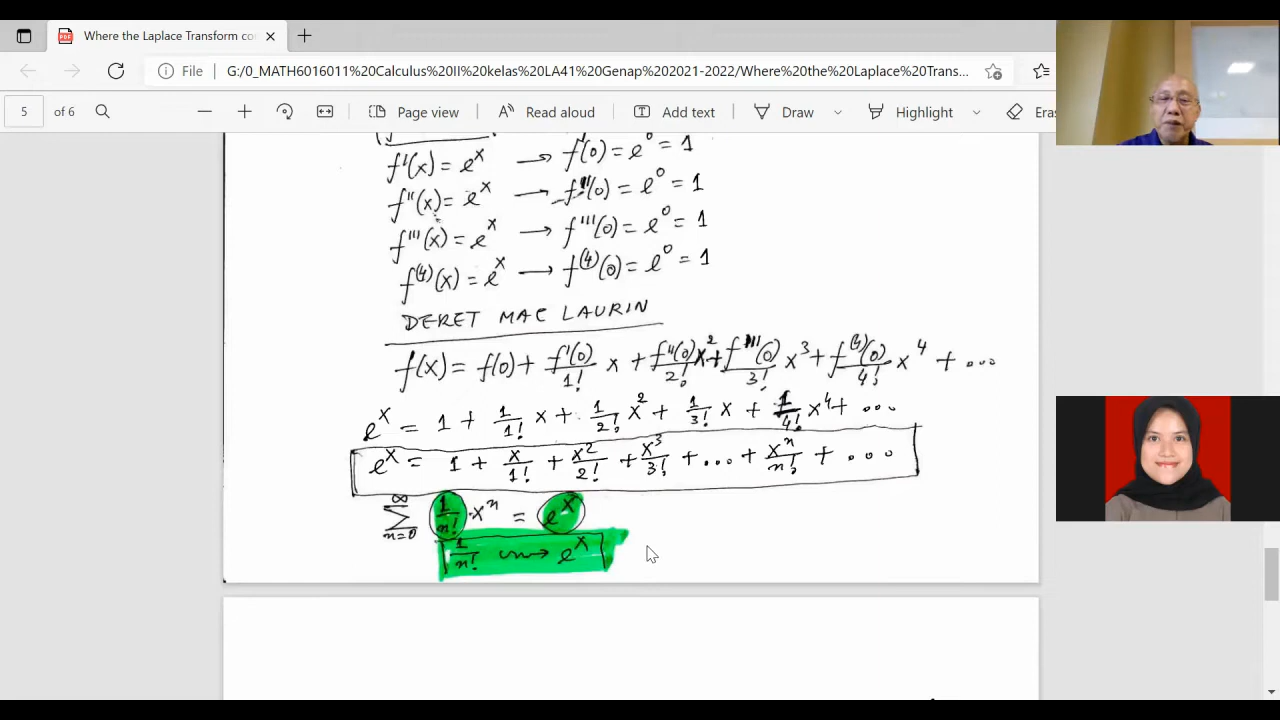 Where the Laplace Transform co
File G:/0_MATH6016011%20Calculus%20II%20kelas%20LA41%20Genap%202021-2022/Where%20the%20Laplace%20Trans...
5 of 6 Page view Read aloud Add text Draw Highlight Eras
f'(x) = e^x → f'(0) = e^0 = 1
f''(x) = e^x → f''(0) = e^0 = 1
f'''(x) = e^x → f'''(0) = e^0 = 1
f^(4)(x) = e^x → f^(4)(0) = e^0 = 1
DERET MAC LAURIN
f(x) = f(0) + f'(0)/1! x + f''(0)/2! x^2 + f'''(0)/3! x^3 + f^(4)(0)/4! x^4 + ...
e^x = 1 + 1/1! x + 1/2! x^2 + 1/3! x + 1/4! x^4 + ...
e^x = 1 + x/1! + x^2/2! + x^3/3! + ... + x^n/n! + ...
∑_{n=0}^{∞} 1/n! · x^n = e^x
1/n! → e^x